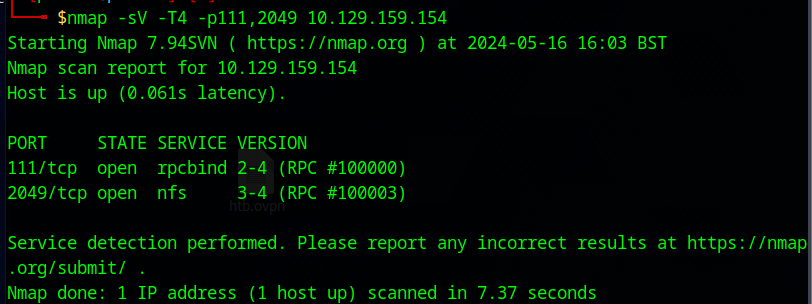 $nmap -sV -T4 -p111,2049 10.129.159.154
Starting Nmap 7.94SVN ( https://nmap.org ) at 2024-05-16 16:03 BST
Nmap scan report for 10.129.159.154
Host is up (0.061s latency).
PORT     STATE SERVICE VERSION
111/tcp  open  rpcbind 2-4 (RPC #100000)
2049/tcp open  nfs     3-4 (RPC #100003)
htb.ovpn
Service detection performed. Please report any incorrect results at https://nmap
.org/submit/ .
Nmap done: 1 IP address (1 host up) scanned in 7.37 seconds